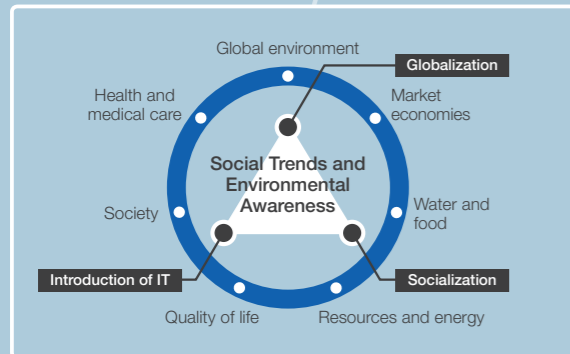 Global environment
Globalization
Health and
medical care
Market
economies
Social Trends and
Environmental
Awareness
Society
Water and
food
Introduction of IT
Socialization
Quality of life
Resources and energy